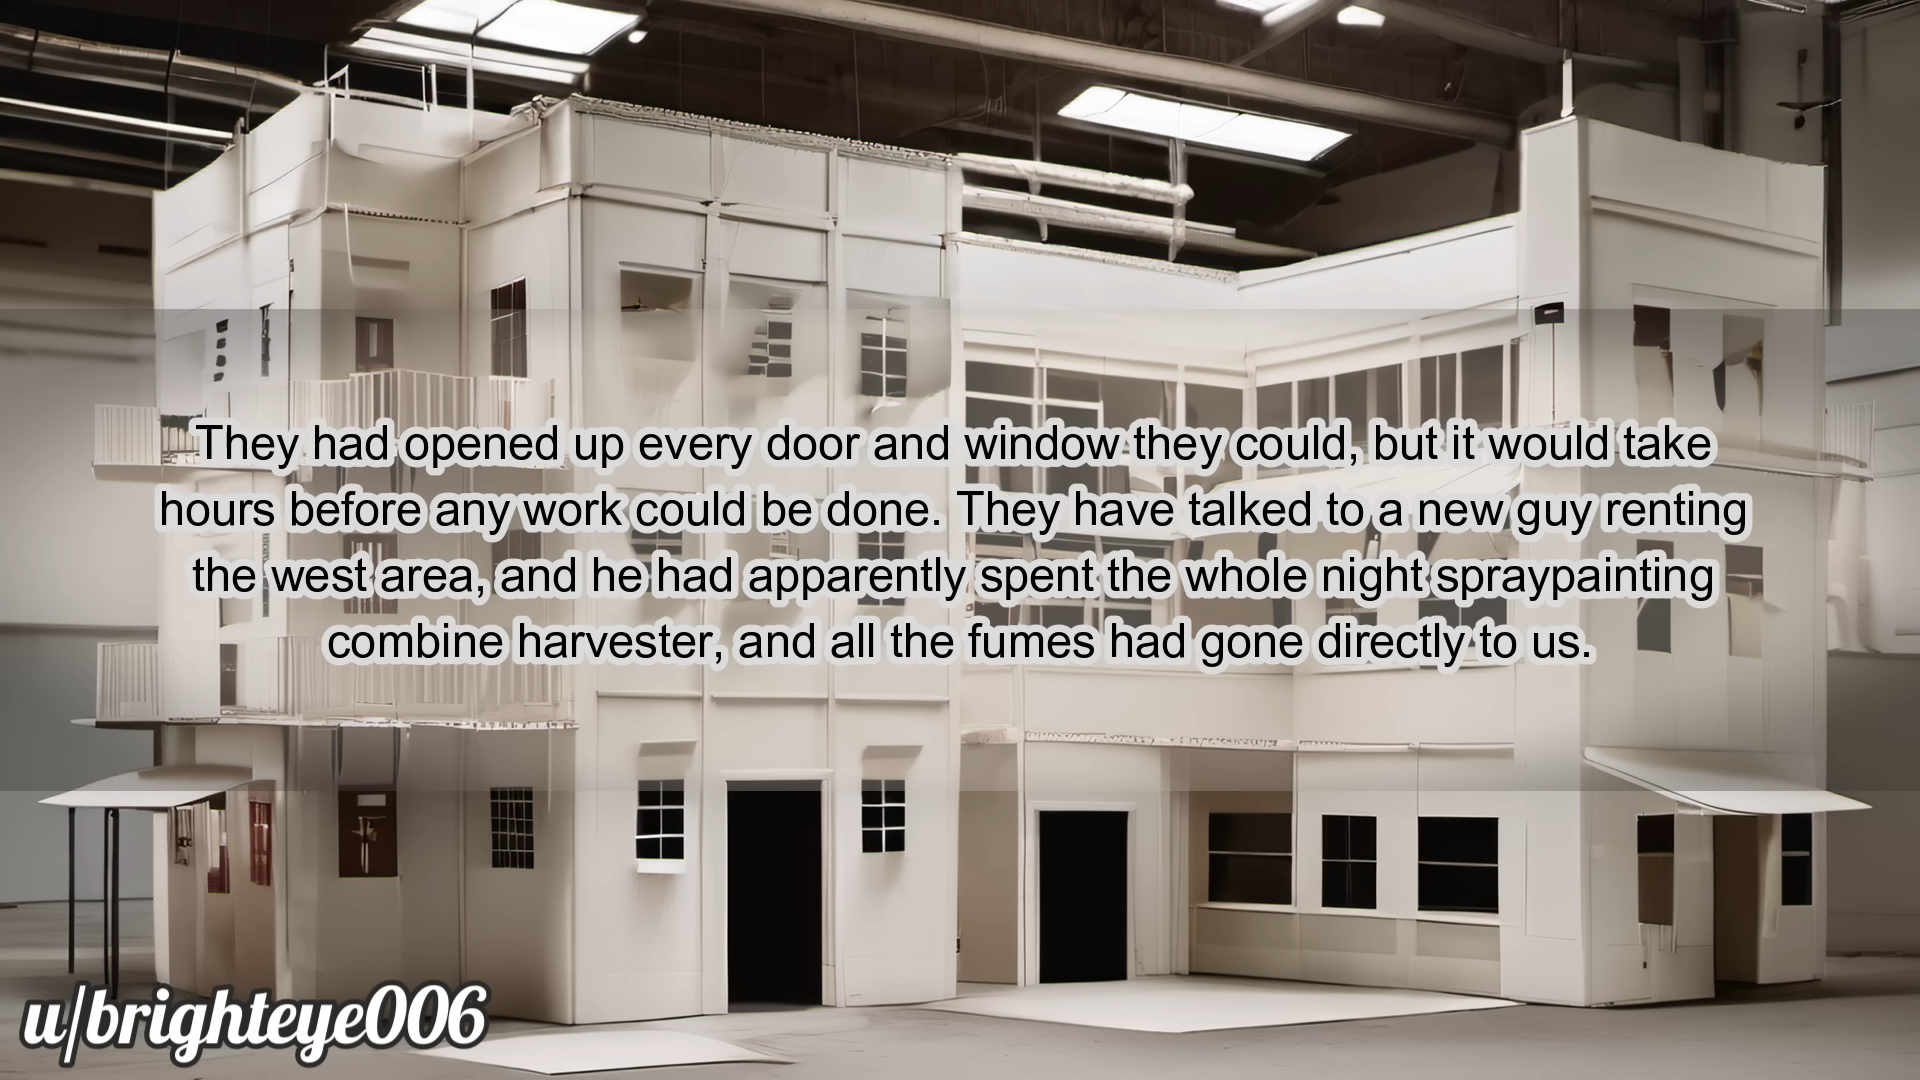 They had opened up every door and window they could, but it would take
hours before any work could be done. They have talked to a new guy renting
the west area, and he had apparently spent the whole night spraypainting
combine harvester, and all the fumes had gone directly to us.
u/brighteye006